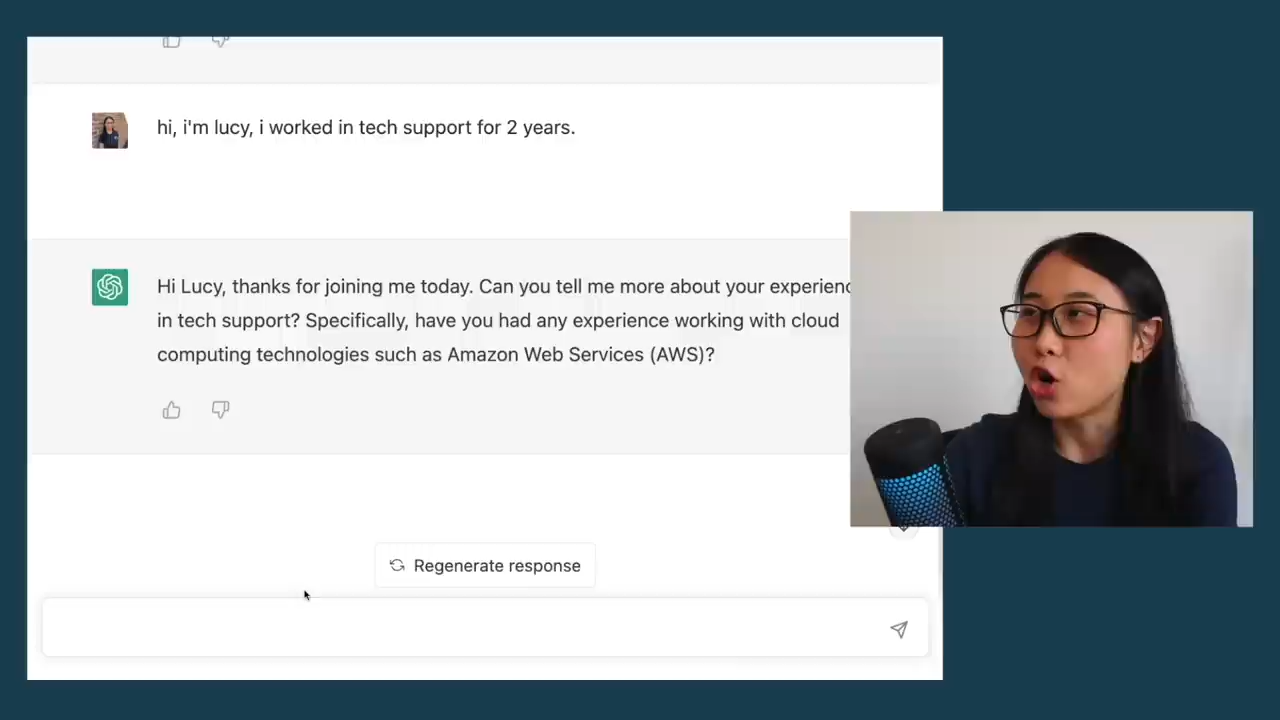 hi, i'm lucy, i worked in tech support for 2 years.
Hi Lucy, thanks for joining me today. Can you tell me more about your experienc
in tech support? Specifically, have you had any experience working with cloud
computing technologies such as Amazon Web Services (AWS)?
Regenerate response